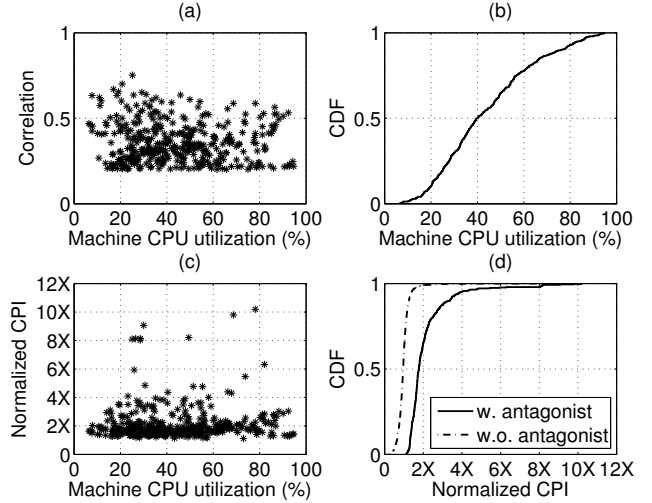 (a)
1
0.5
0
Correlation
0 20 40 60 80 100
Machine CPU utilization (%)
(b)
1
0.5
0
CDF
0 20 40 60 80 100
Machine CPU utilization (%)
(c)
12X
10X
8X
6X
4X
2X
0
Normalized CPI
0 20 40 60 80 100
Machine CPU utilization (%)
(d)
1
0.5
0
CDF
w. antagonist
w.o. antagonist
0 2X 4X 6X 8X 10X 12X
Normalized CPI